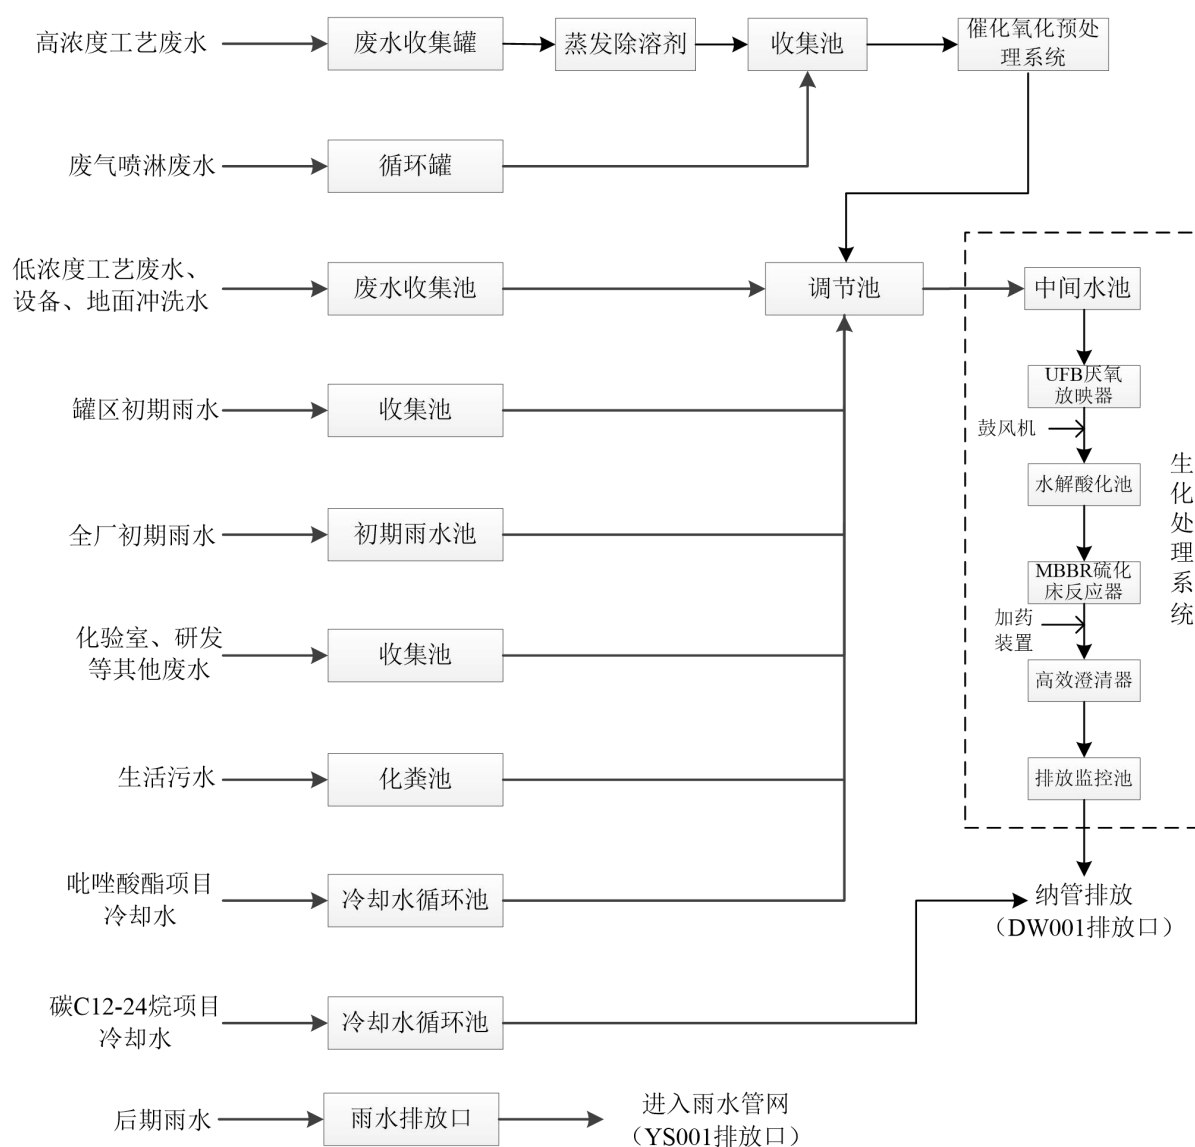 高浓度工艺废水
废水收集罐
蒸发除溶剂
收集池
催化氧化预处
理系统
废气喷淋废水
循环罐
低浓度工艺废水、
设备、地面冲洗水
废水收集池
调节池
中间水池
罐区初期雨水
收集池
UFB厌氧
放映器
鼓风机
水解酸化池
全厂初期雨水
初期雨水池
MBBR硫化
床反应器
加药
装置
化验室、研发
等其他废水
收集池
高效澄清器
生活污水
化粪池
排放监控池
生化处理系统
吡唑酸酯项目
冷却水
冷却水循环池
纳管排放
（DW001排放口）
碳C12-24烷项目
冷却水
冷却水循环池
后期雨水
雨水排放口
进入雨水管网
（YS001排放口）